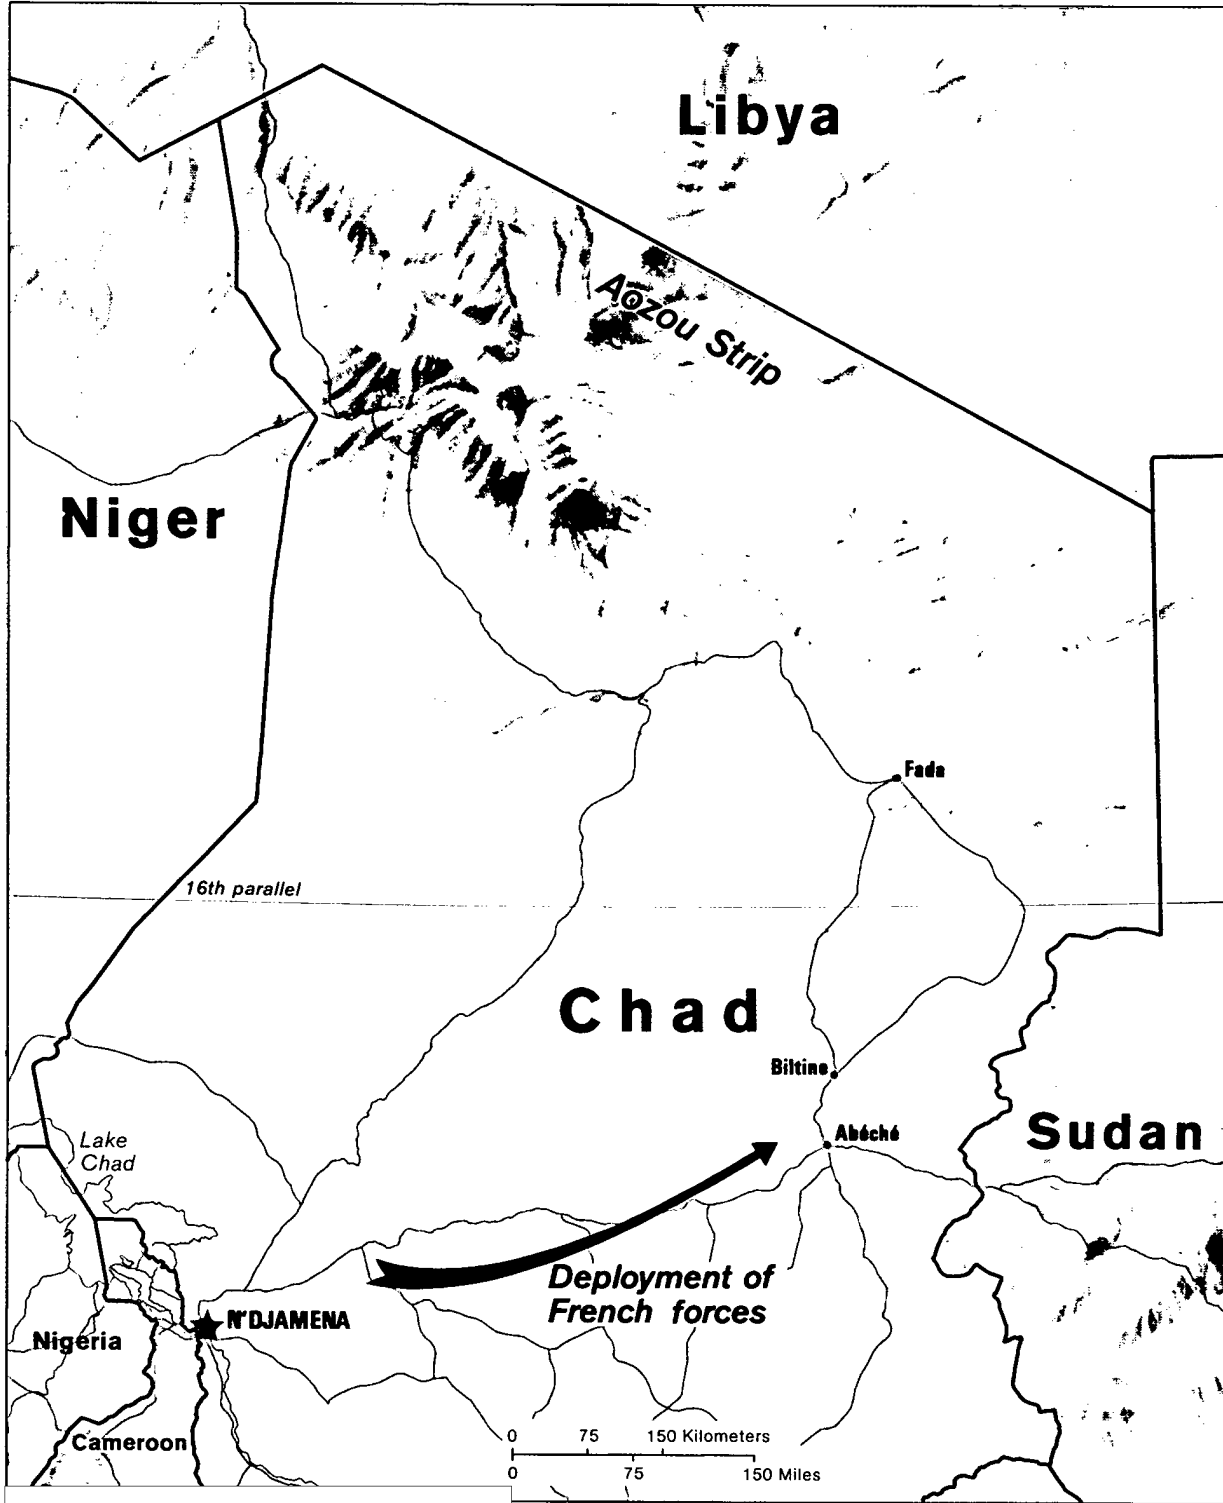 Libya
Aozou Strip
Niger
Fada
16th parallel
Chad
Biltine
Abéché
Sudan
Lake
Chad
Deployment of
French forces
N'DJAMENA
Nigeria
Cameroon
0 75 150 Kilometers
0 75 150 Miles